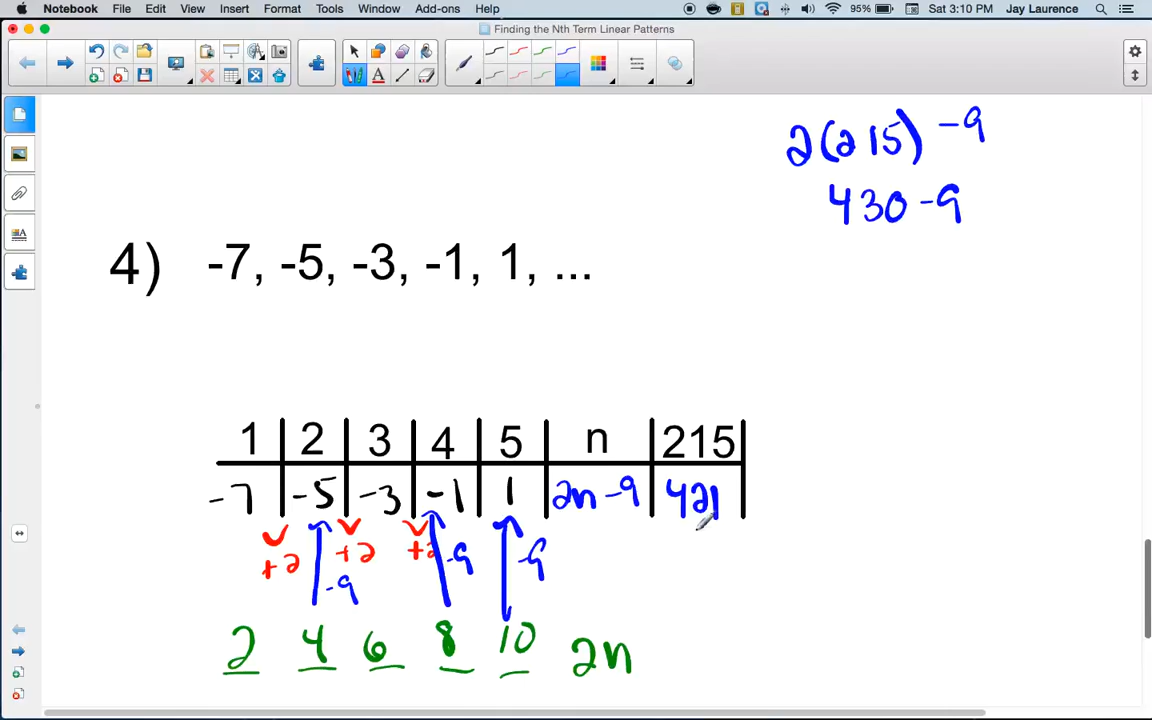 Notebook File Edit View Insert Format Tools Window Add-ons Help 95% Sat 3:10 PM Jay Laurence
Finding the Nth Term Linear Patterns
2(215) -9
430 -9
4) -7, -5, -3, -1, 1, ...
1 2 3 4 5 n 215
-7 -5 -3 -1 1 2n -9 421
+2 +2 +2 -9 -9
-9
2 4 6 8 10 2n